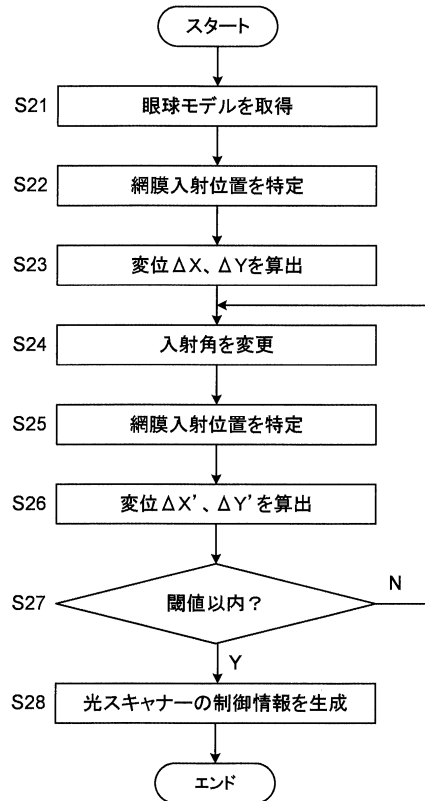 スタート
S21 眼球モデルを取得
S22 網膜入射位置を特定
S23 変位ΔX、ΔYを算出
S24 入射角を変更
S25 網膜入射位置を特定
S26 変位ΔX'、ΔY'を算出
S27 閾値以内？ N
Y
S28 光スキャナーの制御情報を生成
エンド